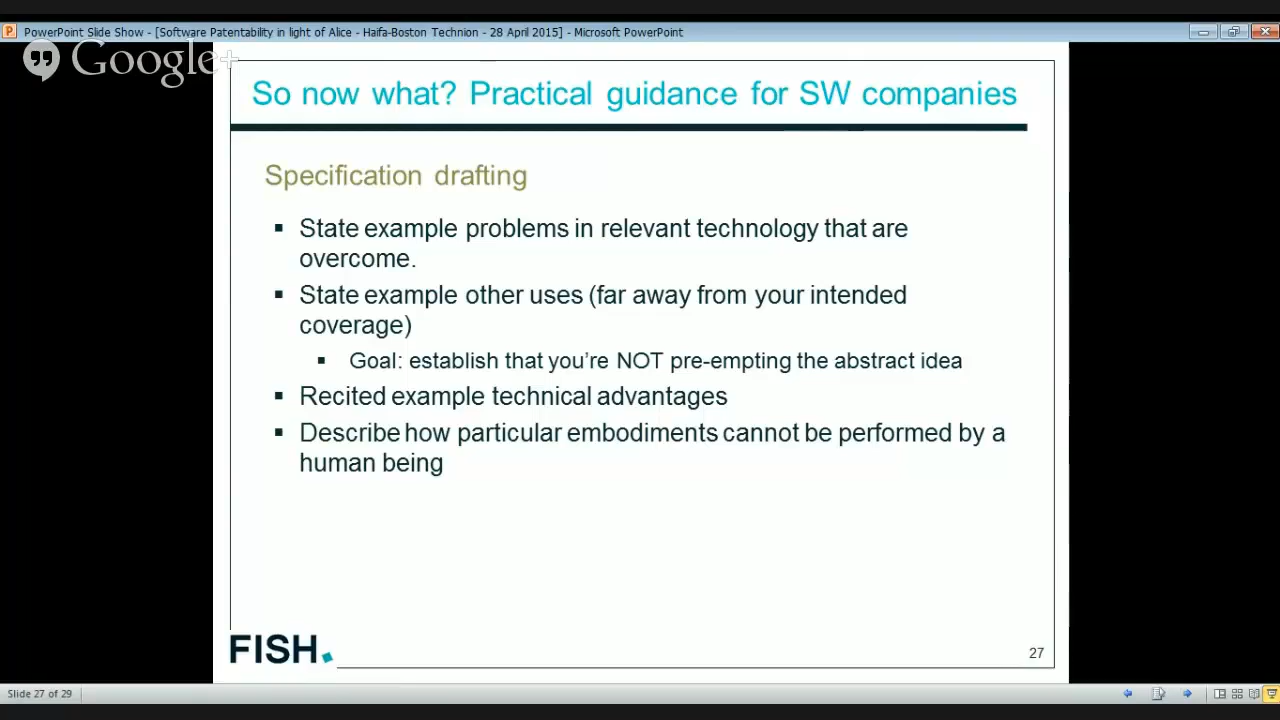 PowerPoint Slide Show - [Software Patentability in light of Alice - Haifa-Boston Technion - 28 April 2015] - Microsoft PowerPoint
Google+
So now what? Practical guidance for SW companies
Specification drafting
▪ State example problems in relevant technology that are
overcome.
▪ State example other uses (far away from your intended
coverage)
▪ Goal: establish that you’re NOT pre-empting the abstract idea
▪ Recited example technical advantages
▪ Describe how particular embodiments cannot be performed by a
human being
FISH.
27
Slide 27 of 29